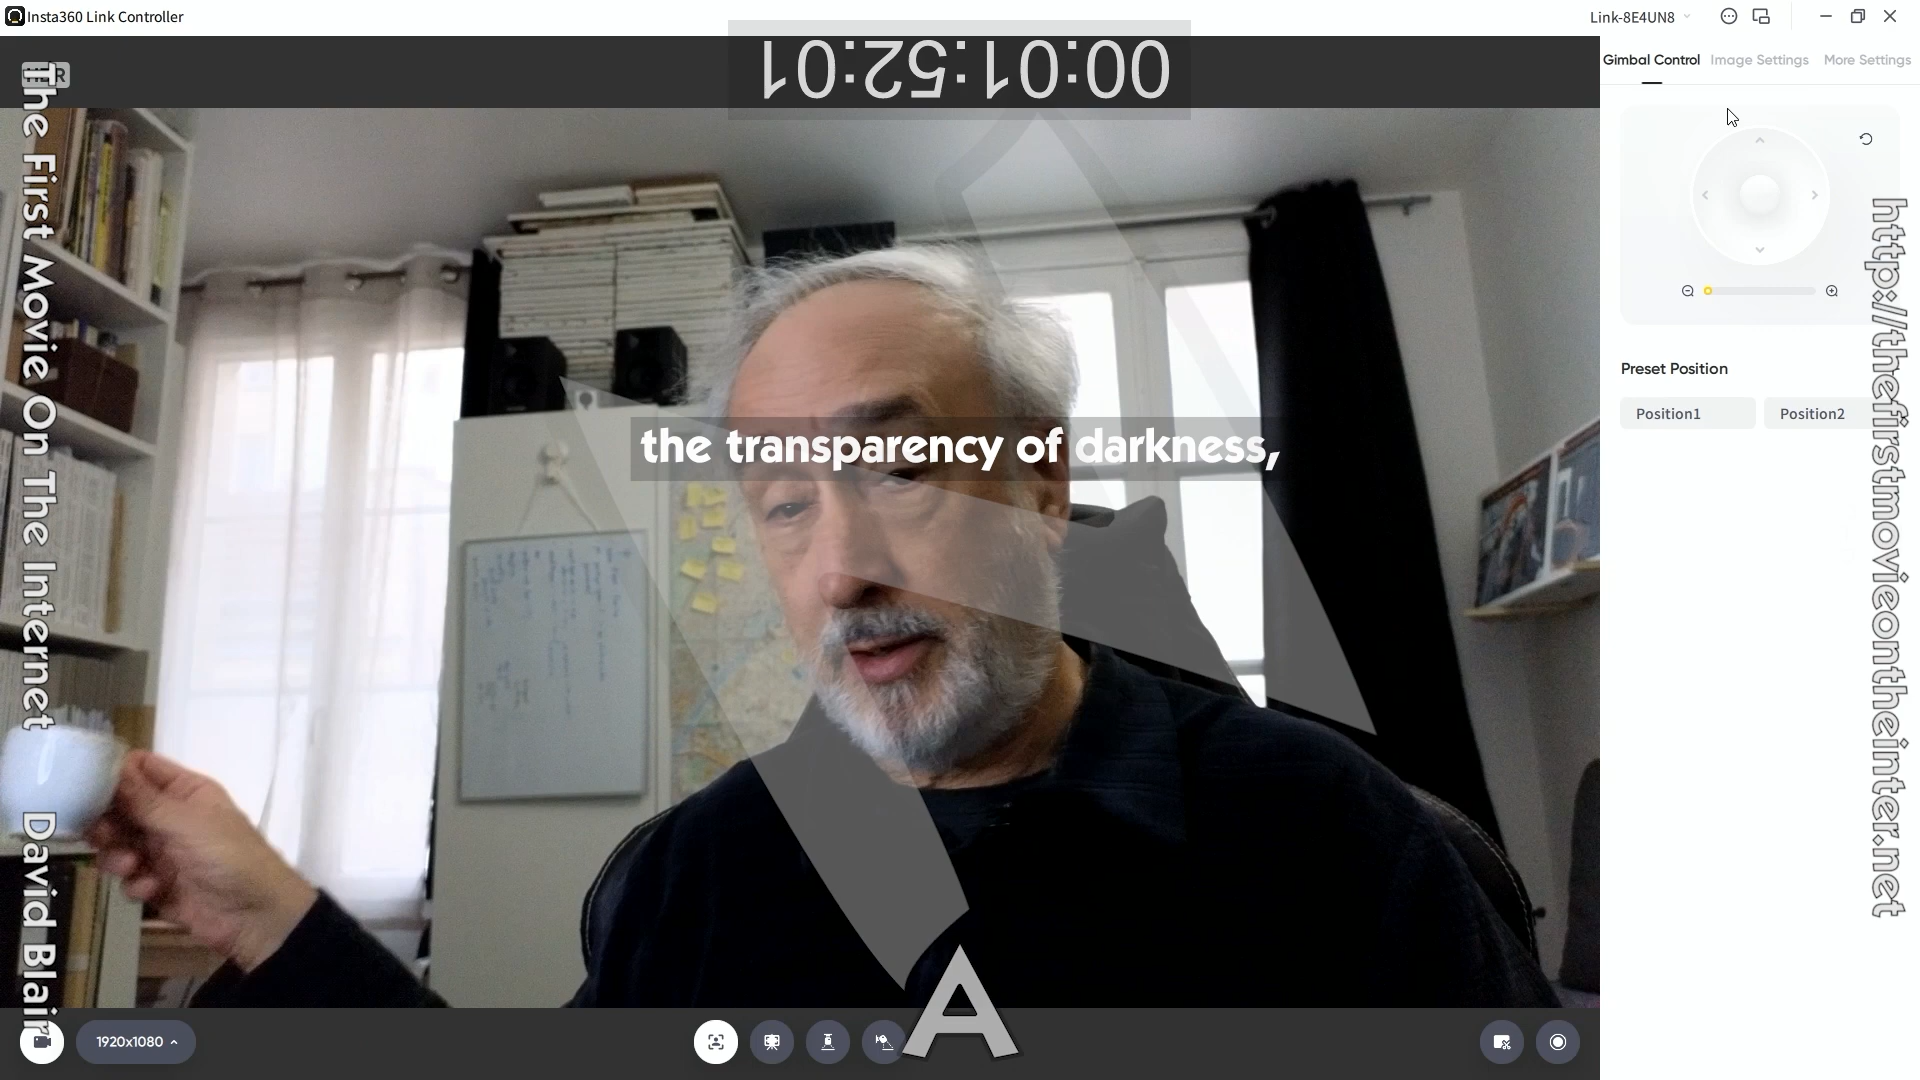 Insta360 Link Controller
Link-8E4UN8
00:01:52:01
Gimbal Control
Image Settings
More Settings
The First Movie On The Internet David Blair
the transparency of darkness,
Preset Position
Position1
Position2
http://thefirstmovieontheinter.net
1920x1080
A